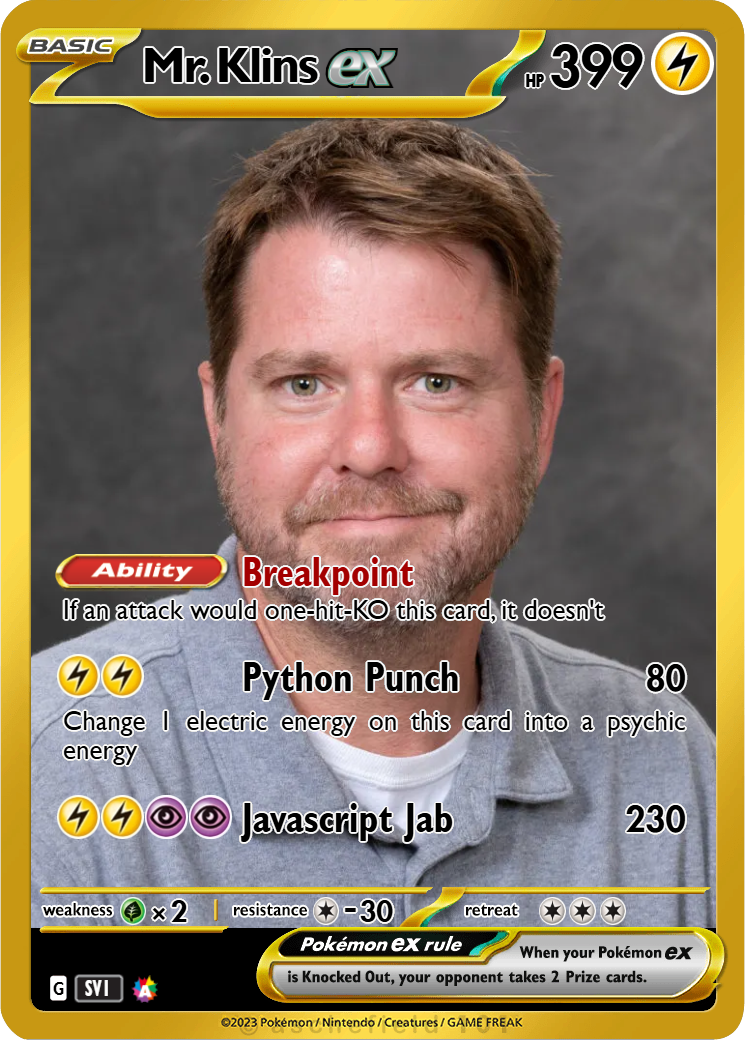 BASIC
Mr. Klins ex
HP 399
Ability Breakpoint
If an attack would one-hit-KO this card, it doesn't
Python Punch 80
Change 1 electric energy on this card into a psychic
energy
Javascript Jab 230
weakness ×2 resistance -30 retreat
Pokémon ex rule When your Pokémon ex
is Knocked Out, your opponent takes 2 Prize cards.
G SVI A
©2023 Pokémon / Nintendo / Creatures / GAME FREAK